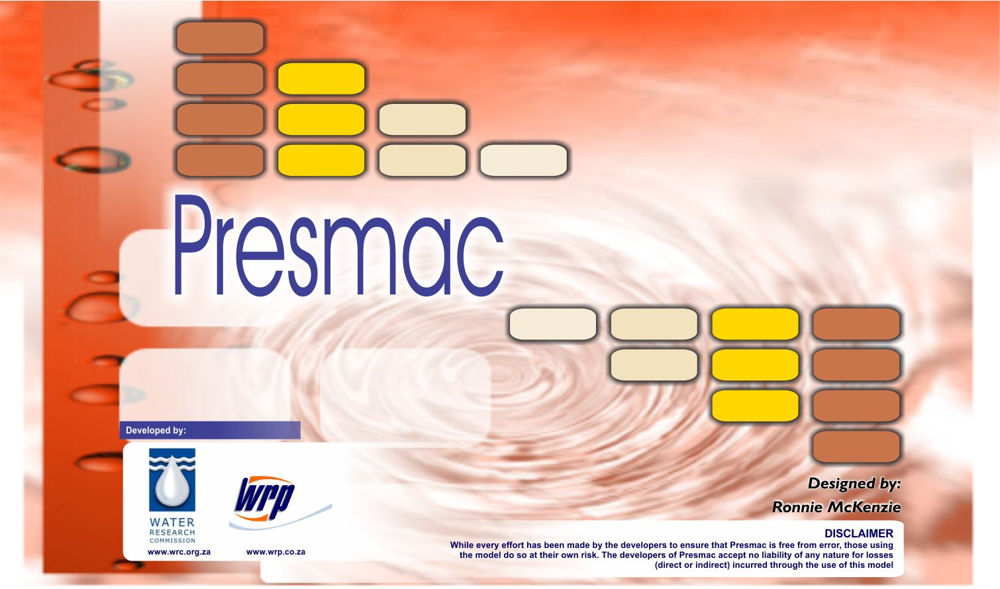 Presmac
Developed by:
WATER
RESEARCH
COMMISSION
www.wrc.org.za
wrp
www.wrp.co.za
Designed by:
Ronnie McKenzie
DISCLAIMER
While every effort has been made by the developers to ensure that Presmac is free from error, those using
the model do so at their own risk. The developers of Presmac accept no liability of any nature for losses
(direct or indirect) incurred through the use of this model